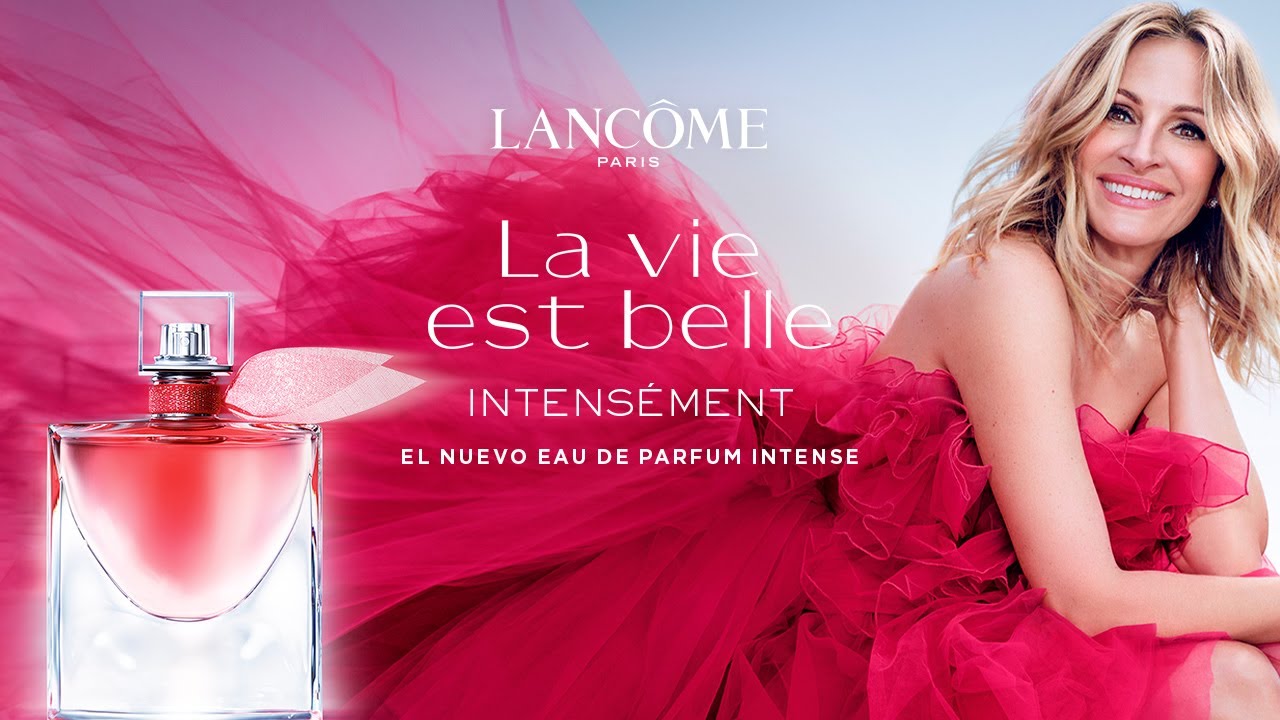 LANCÔME
PARIS
La vie
est belle
INTENSÉMENT
EL NUEVO EAU DE PARFUM INTENSE